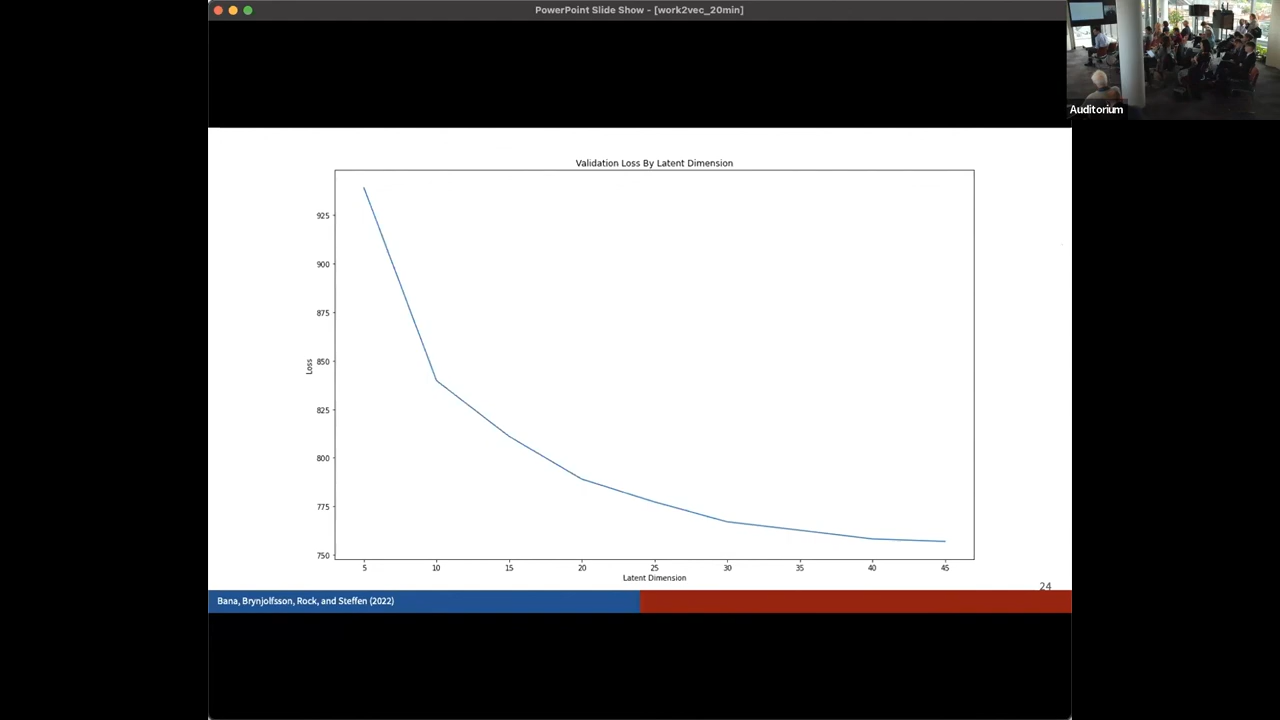 PowerPoint Slide Show - [work2vec_20min]
Auditorium
Validation Loss By Latent Dimension
925
900
875
850
825
800
775
750
Loss
5 10 15 20 25 30 35 40 45
Latent Dimension
24
Bana, Brynjolfsson, Rock, and Steffen (2022)